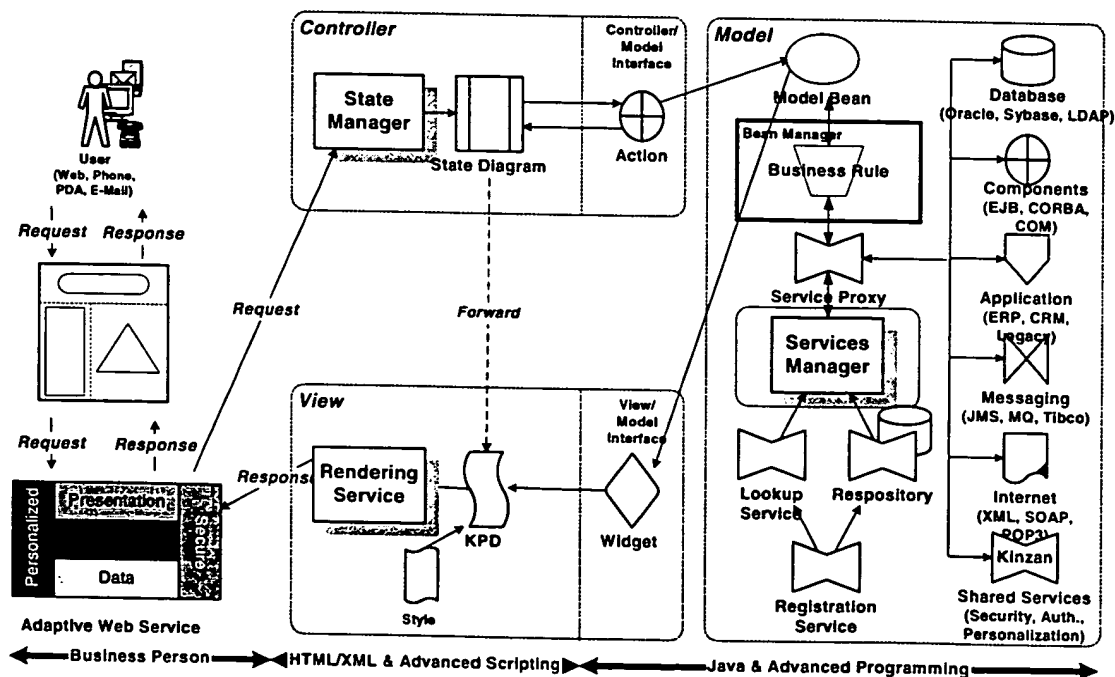 Controller
Controller/
Model
Interface
State
Manager
State Diagram
Action
Model
Model Bean
Bean Manager
Business Rule
Service Proxy
Services
Manager
Lookup
Service
Respository
Registration
Service
Database
(Oracle, Sybase, LDAP)
Components
(EJB, CORBA,
COM)
Application
(ERP, CRM,
Legacy)
Messaging
(JMS, MQ, Tibco)
Internet
(XML, SOAP,
POP3)
Kinzan
Shared Services
(Security, Auth.,
Personalization)
User
(Web, Phone,
PDA, E-Mail)
Request
Response
Request
Response
Request
Forward
Response
View
View/
Model
Interface
Rendering
Service
KPD
Widget
Style
Personalized
Presentation
Data
Secure
Adaptive Web Service
Business Person
HTML/XML & Advanced Scripting
Java & Advanced Programming